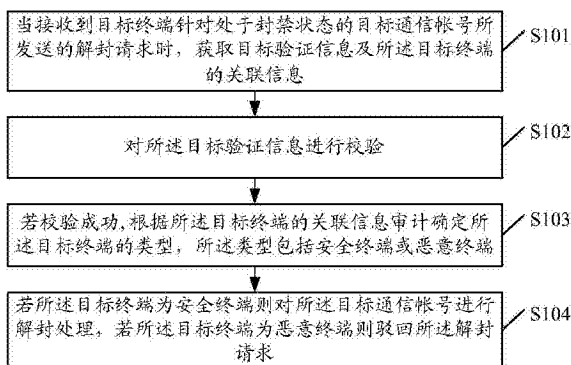 当接收到目标终端针对处于封禁状态的目标通信帐号所
发送的解封请求时，获取目标验证信息及所述目标终端
的关联信息
S101
对所述目标验证信息进行校验
S102
若校验成功,根据所述目标终端的关联信息审计确定所
述目标终端的类型，所述类型包括安全终端或恶意终端
S103
若所述目标终端为安全终端则对所述目标通信帐号进行
解封处理，若所述目标终端为恶意终端则驳回所述解封
请求
S104